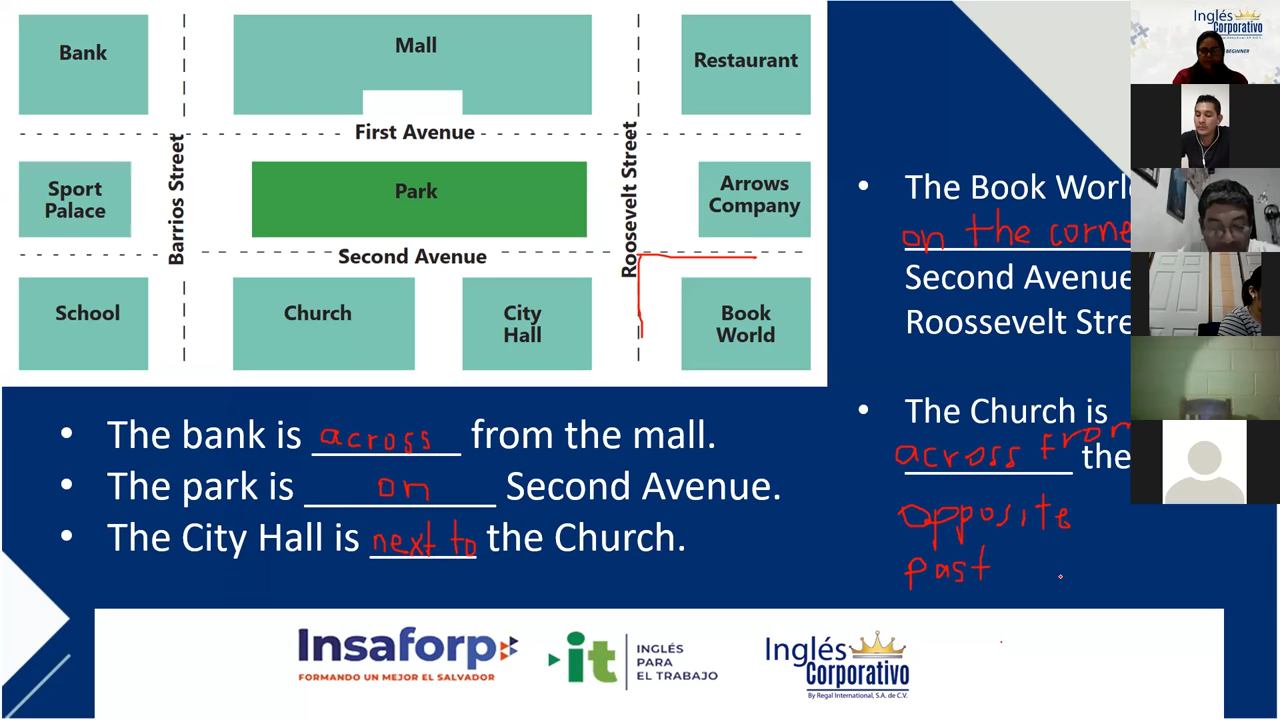 Bank
Mall
Restaurant
First Avenue
Barrios Street
Roosevelt Street
Sport
Palace
Park
Arrows
Company
Second Avenue
School
Church
City
Hall
Book
World
• The bank is across from the mall.
• The park is on Second Avenue.
• The City Hall is next to the Church.
• The Book Worl
on the corne
Second Avenue
Roossevelt Stre
• The Church is
across from the
opposite
past
Inglés
Corporativo
BEGINNER
Insaforp
FORMANDO UN MEJOR EL SALVADOR
it
INGLÉS
PARA
EL TRABAJO
Inglés
Corporativo
By Regal International, S.A. de C.V.